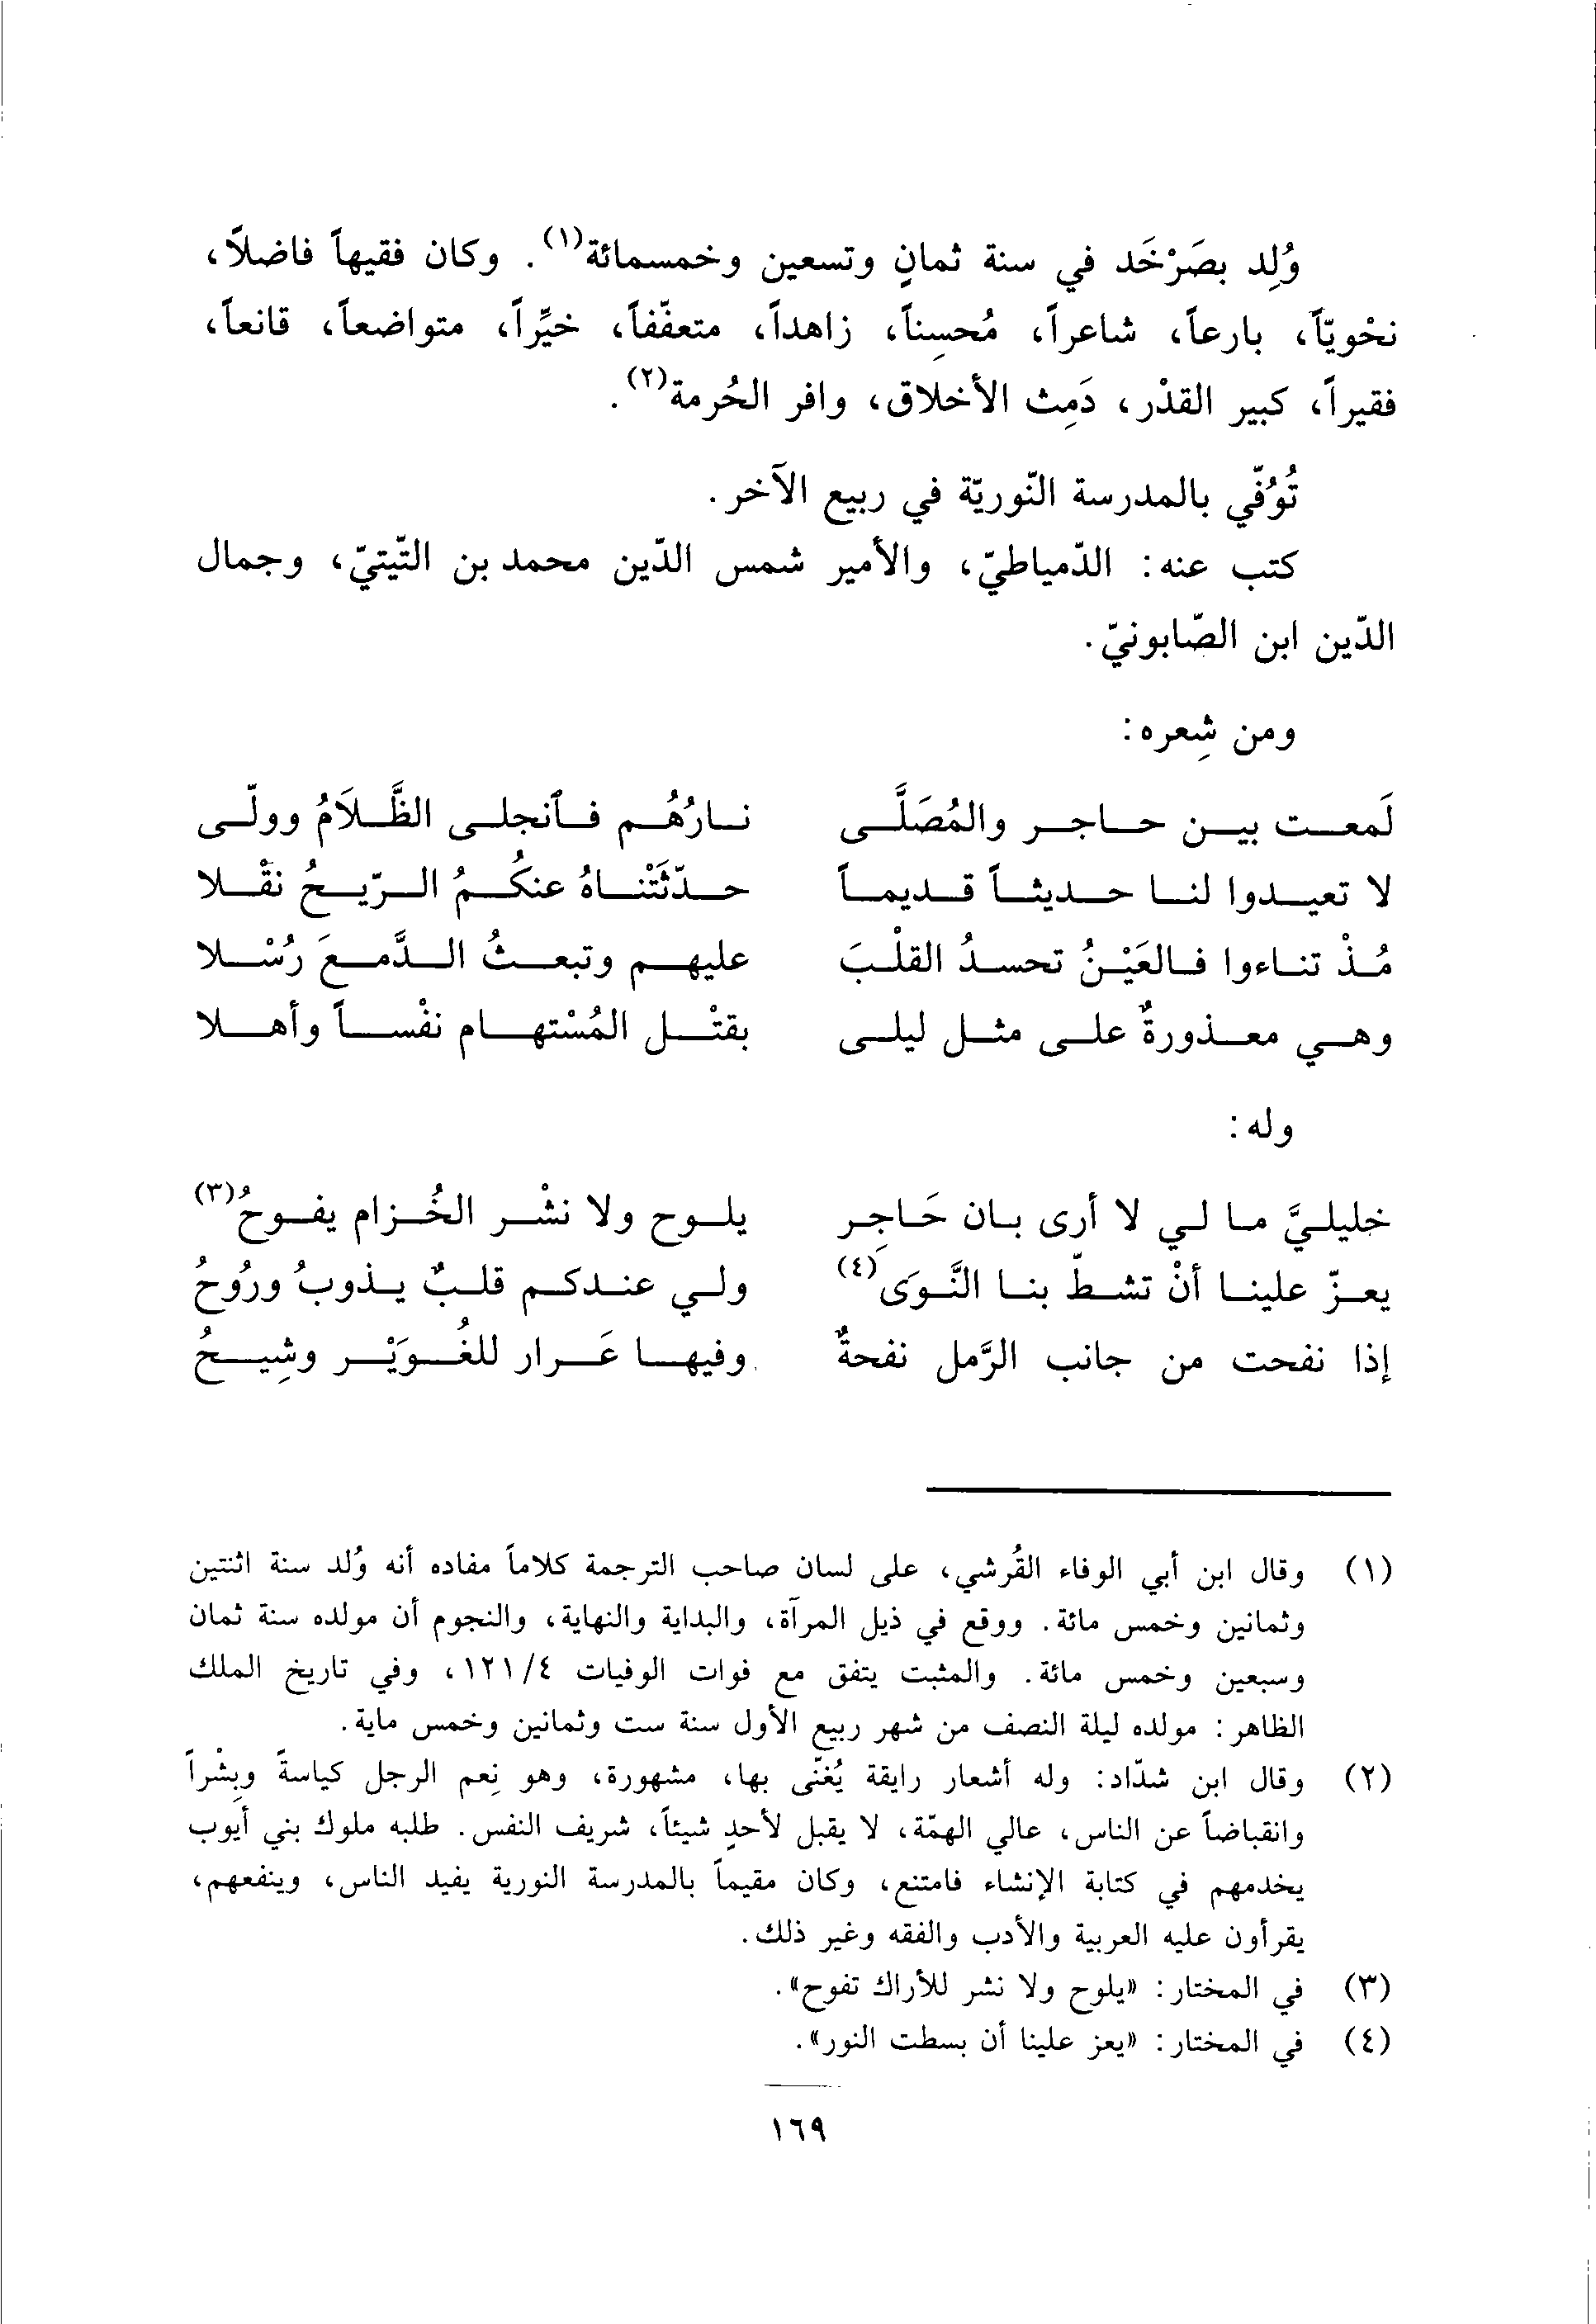 وُلِد بصَرْخَد في سنة ثمانٍ وتسعين وخمسمائة(١). وكان فقيهاً فاضلاً،
نحْويّاً، بارعاً، شاعراً، مُحسِناً، زاهداً، متعفّفاً، خيِّراً، متواضعاً، قانعاً،
فقيراً، كبير القدْر، دَمِث الأخلاق، وافر الحُرمة(٢).
تُوُفّي بالمدرسة النّوريّة في ربيع الآخر.
كتب عنه: الدّمياطيّ، والأمير شمس الدّين محمد بن التّيتيّ، وجمال
الدّين ابن الصّابونيّ.
ومن شِعره:
لَمعت بين حاجر والمُصَلَّى نارُهُم فٱنجلى الظَّلَامُ وولّى
لا تعيدوا لنا حديثاً قديماً حدّثَتْناهُ عنكُمُ الرّيحُ نقْلا
مُذْ تناءوا فالعَيْنُ تحسدُ القلْبَ عليهم وتبعثُ الدَّمعَ رُسْلا
وهي معذورةٌ على مثل ليلى بقتْل المُسْتهام نفْساً وأهلا
وله:
خليليَّ ما لي لا أرى بان حَاجِر يلوح ولا نشْر الخُزام يفوحُ(٣)
يعزّ علينا أنْ تشطّ بنا النَّوَى(٤) ولي عندكم قلبٌ يذوبُ ورُوحُ
إذا نفحت من جانب الرَّمل نفحةٌ وفيها عَرار للغُوَيْر وشِيحُ
(١) وقال ابن أبي الوفاء القُرشي، على لسان صاحب الترجمة كلاماً مفاده أنه وُلد سنة اثنتين
وثمانين وخمس مائة. ووقع في ذيل المرآة، والبداية والنهاية، والنجوم أن مولده سنة ثمان
وسبعين وخمس مائة. والمثبت يتفق مع فوات الوفيات ٤/١٢١، وفي تاريخ الملك
الظاهر: مولده ليلة النصف من شهر ربيع الأول سنة ست وثمانين وخمس ماية.
(٢) وقال ابن شدّاد: وله أشعار رايقة يُغنّى بها، مشهورة، وهو نِعم الرجل كياسةً وبِشْراً
وانقباضاً عن الناس، عالي الهمّة، لا يقبل لأحدٍ شيئاً، شريف النفس. طلبه ملوك بني أيوب
يخدمهم في كتابة الإنشاء فامتنع، وكان مقيماً بالمدرسة النورية يفيد الناس، وينفعهم،
يقرأون عليه العربية والأدب والفقه وغير ذلك.
(٣) في المختار: «يلوح ولا نشر للأراك تفوح».
(٤) في المختار: «يعز علينا أن بسطت النور».
١٦٩